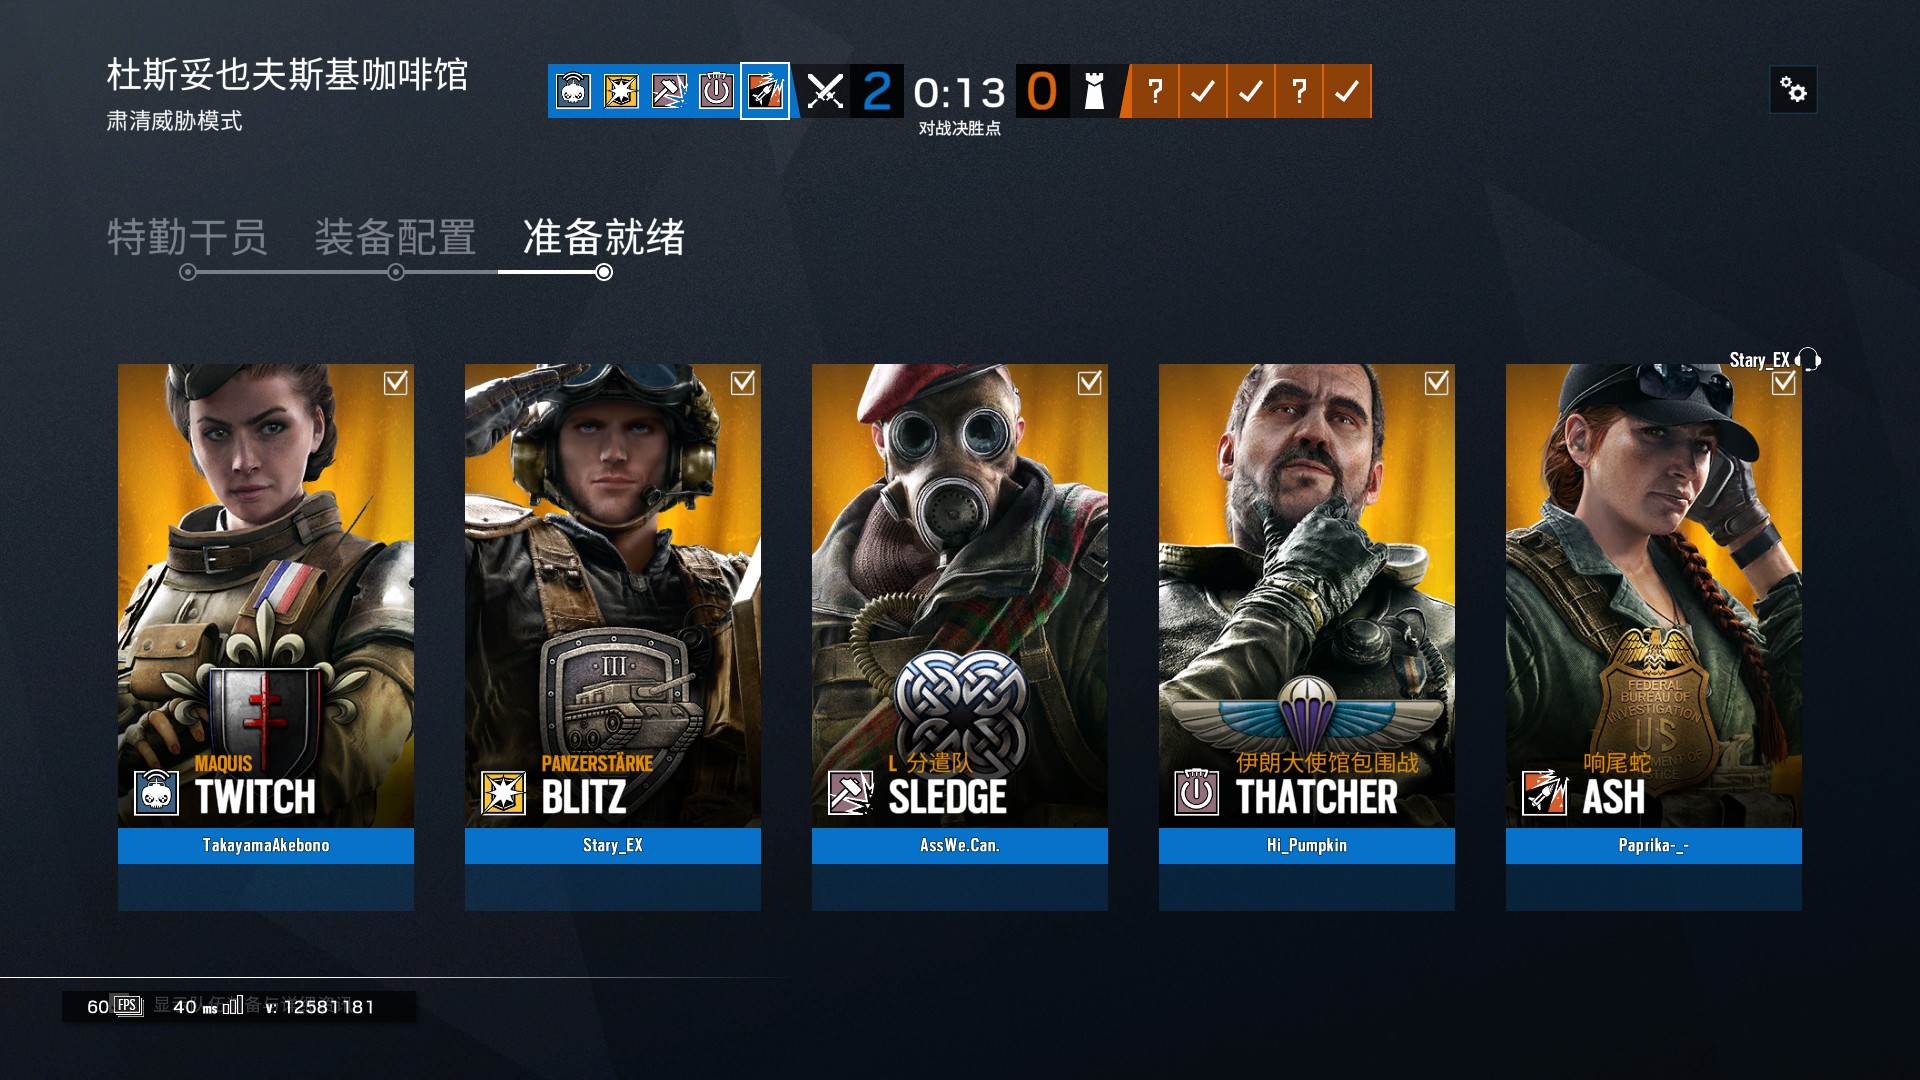 杜斯妥也夫斯基咖啡馆
肃清威胁模式
2 0:13 0 ? ?
对战决胜点
特勤干员 装备配置 准备就绪
Stary_EX
MAQUIS
TWITCH
TakayamaAkebono
PANZERSTÄRKE
BLITZ
Stary_EX
III
L 分遣队
SLEDGE
AssWe.Can.
伊朗大使馆包围战
THATCHER
Hi_Pumpkin
FEDERAL
BUREAU OF
INVESTIGATION
US
响尾蛇
ASH
Paprika-_-
60 FPS 40 ms v: 12581181